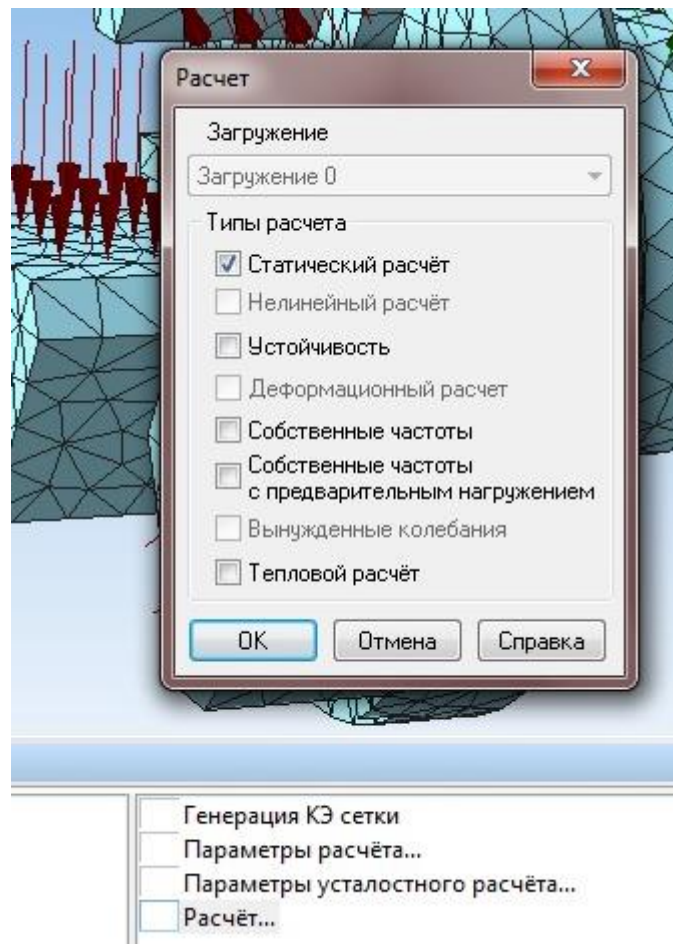 Расчет
Загружение
Загружение 0
Типы расчета
Статический расчёт
Нелинейный расчёт
Устойчивость
Деформационный расчет
Собственные частоты
Собственные частоты
с предварительным нагружением
Вынужденные колебания
Тепловой расчёт
ОК Отмена Справка
Генерация КЭ сетки
Параметры расчёта...
Параметры усталостного расчёта...
Расчёт...